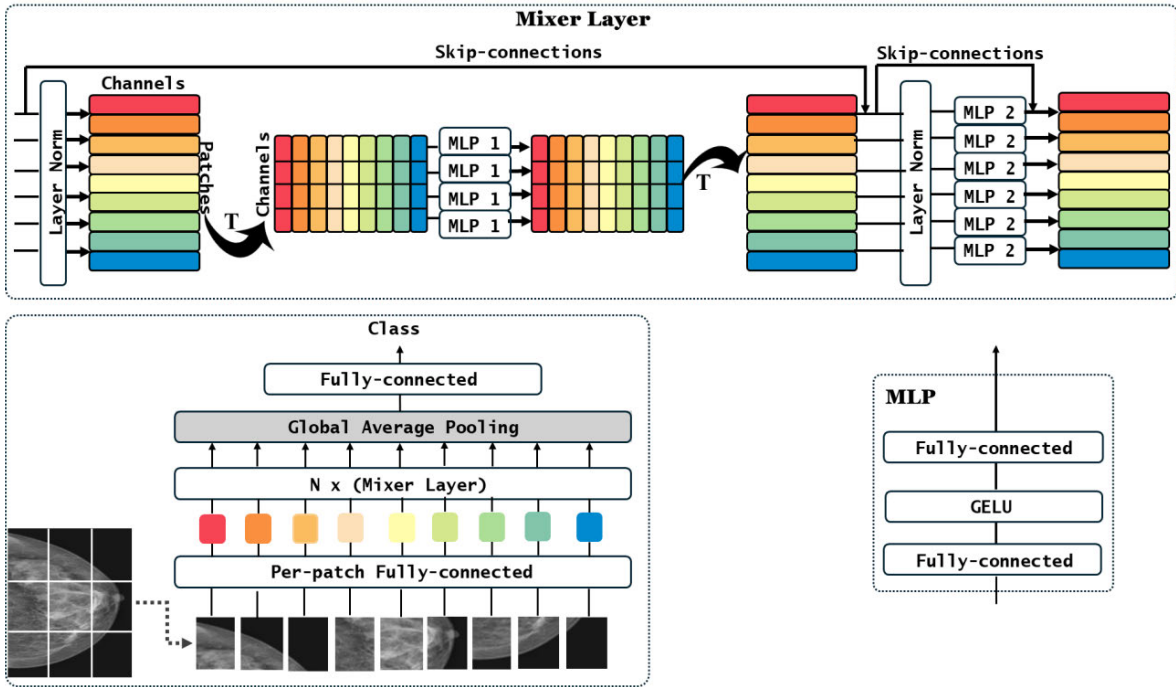 Mixer Layer
Skip-connections
Skip-connections
Channels
Layer Norm
Patches
T
Channels
MLP 1
MLP 1
MLP 1
MLP 1
T
Layer Norm
MLP 2
MLP 2
MLP 2
MLP 2
MLP 2
MLP 2
Class
Fully-connected
Global Average Pooling
N x (Mixer Layer)
Per-patch Fully-connected
MLP
Fully-connected
GELU
Fully-connected